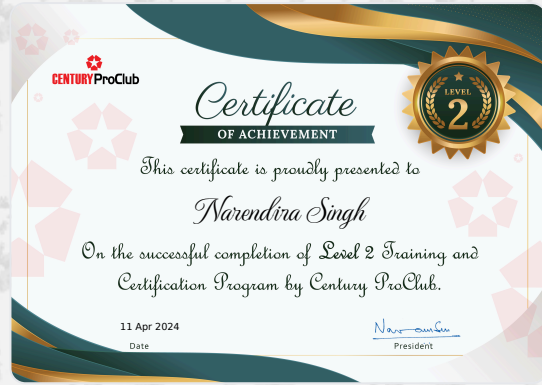 CENTURY ProClub
Certificate
OF ACHIEVEMENT
LEVEL
2
This certificate is proudly presented to
Narendira Singh
On the successful completion of Level 2 Training and
Certification Program by Century ProClub.
11 Apr 2024
Date
President